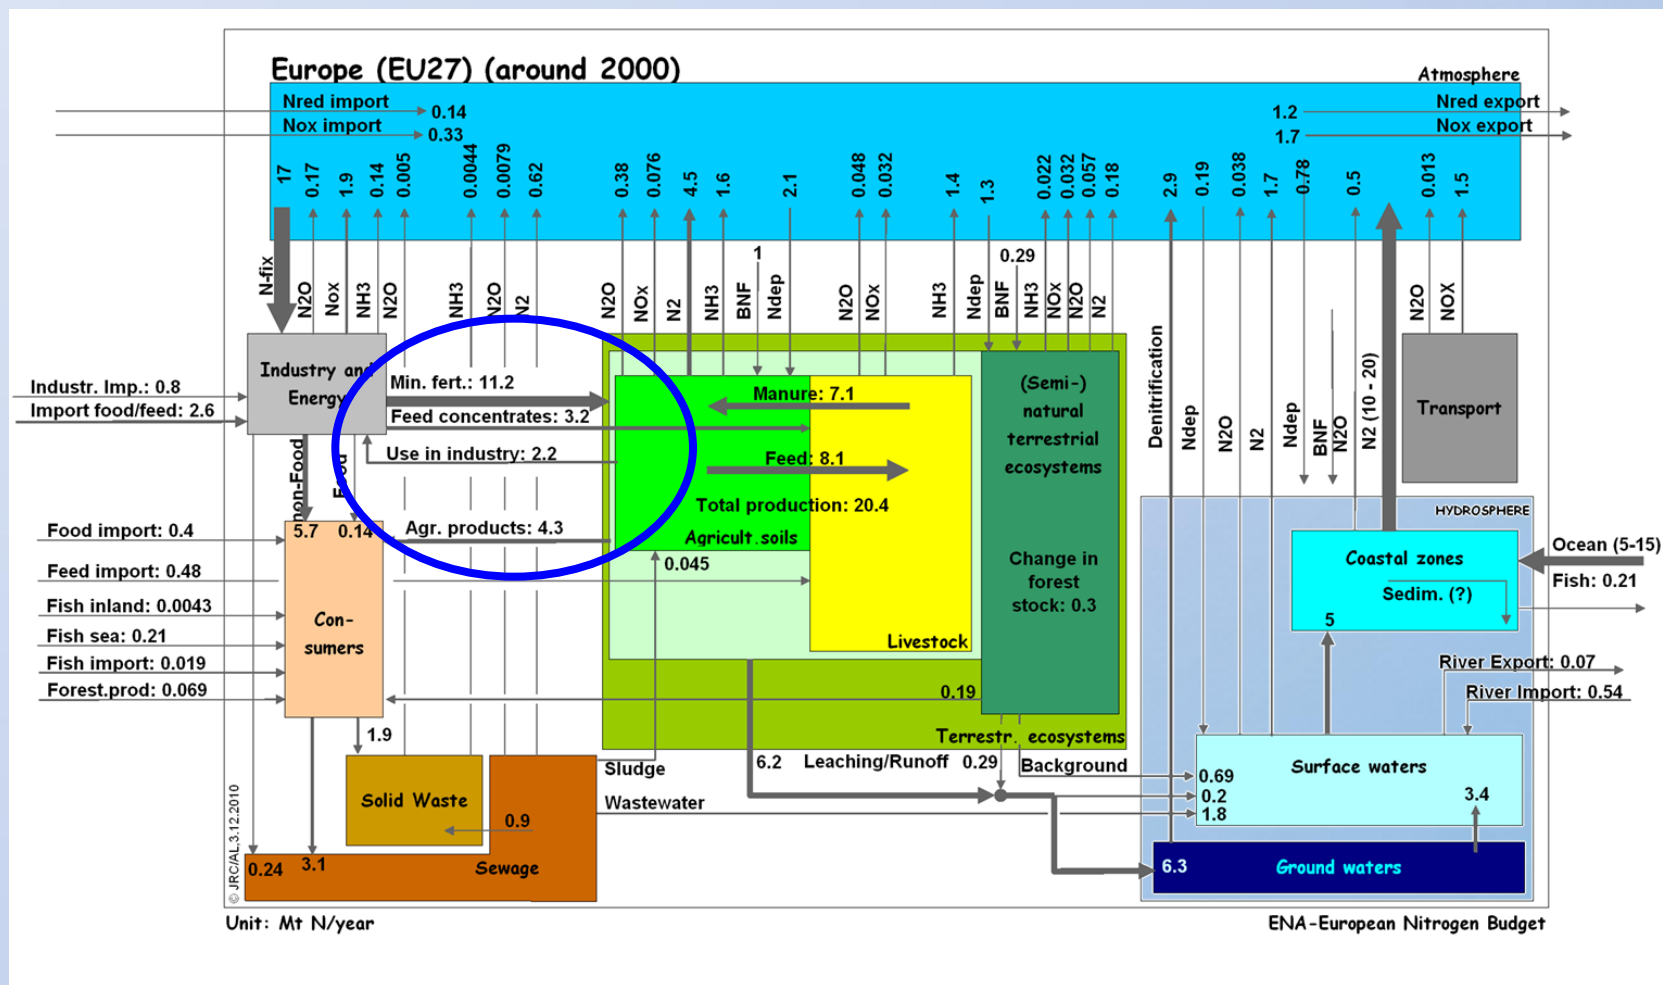 Europe (EU27) (around 2000)
Atmosphere
Nred import
0.14
1.2
Nred export
Nox import
0.33
1.7
Nox export
17
0.17
1.9
0.14
0.005
0.0044
0.0079
0.62
0.38
0.076
4.5
1.6
2.1
0.048
0.032
1.4
1.3
0.022
0.032
0.057
0.18
2.9
0.19
0.038
1.7
0.78
0.5
0.013
1.5
1
0.29
N-fix
N2O
Nox
NH3
N2O
NH3
N2O
N2
N2O
NOx
N2
NH3
BNF
Ndep
N2O
NOx
NH3
Ndep
BNF
NH3
NOx
N2O
N2
Denitrification
Ndep
N2O
N2
Ndep
BNF
N2O
N2 (10 - 20)
N2O
NOX
Industry and
Energy
Industr. Imp.: 0.8
Import food/feed: 2.6
Min. fert.: 11.2
Feed concentrates: 3.2
Use in industry: 2.2
Agr. products: 4.3
non-Food
Food
5.7
0.14
Manure: 7.1
Feed: 8.1
Total production: 20.4
Agricult.soils
0.045
Livestock
(Semi-)
natural
terrestrial
ecosystems
Change in
forest
stock: 0.3
Transport
Food import: 0.4
Feed import: 0.48
Fish inland: 0.0043
Fish sea: 0.21
Fish import: 0.019
Forest.prod: 0.069
Con-
sumers
0.19
Terrestr. ecosystems
HYDROSPHERE
Coastal zones
Sedim. (?)
5
Ocean (5-15)
Fish: 0.21
River Export: 0.07
River Import: 0.54
1.9
Solid Waste
0.9
Sewage
0.24
3.1
Sludge
Wastewater
6.2
Leaching/Runoff
0.29
Background
0.69
0.2
1.8
Surface waters
3.4
6.3
Ground waters
© JRC/AL,3.12.2010
Unit: Mt N/year
ENA-European Nitrogen Budget